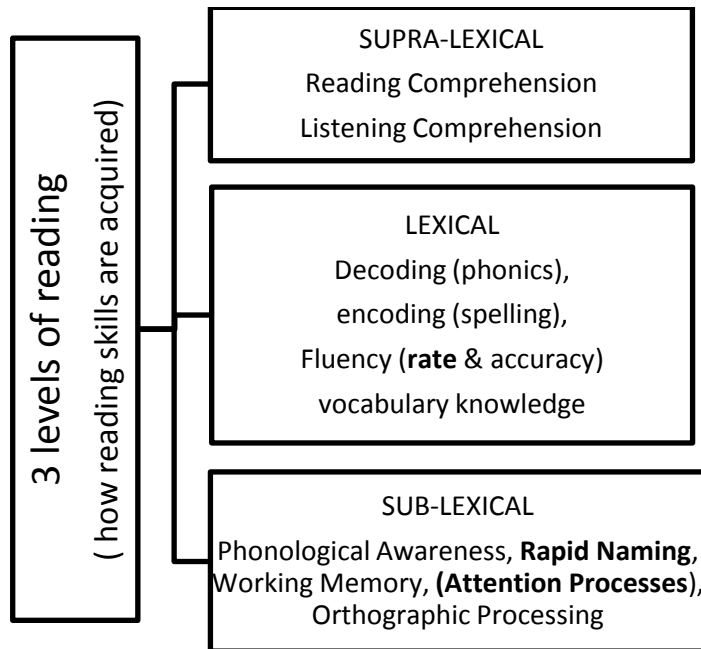 3 levels of reading
( how reading skills are acquired)
SUPRA-LEXICAL
Reading Comprehension
Listening Comprehension
LEXICAL
Decoding (phonics),
encoding (spelling),
Fluency (rate & accuracy)
vocabulary knowledge
SUB-LEXICAL
Phonological Awareness, Rapid Naming,
Working Memory, (Attention Processes),
Orthographic Processing